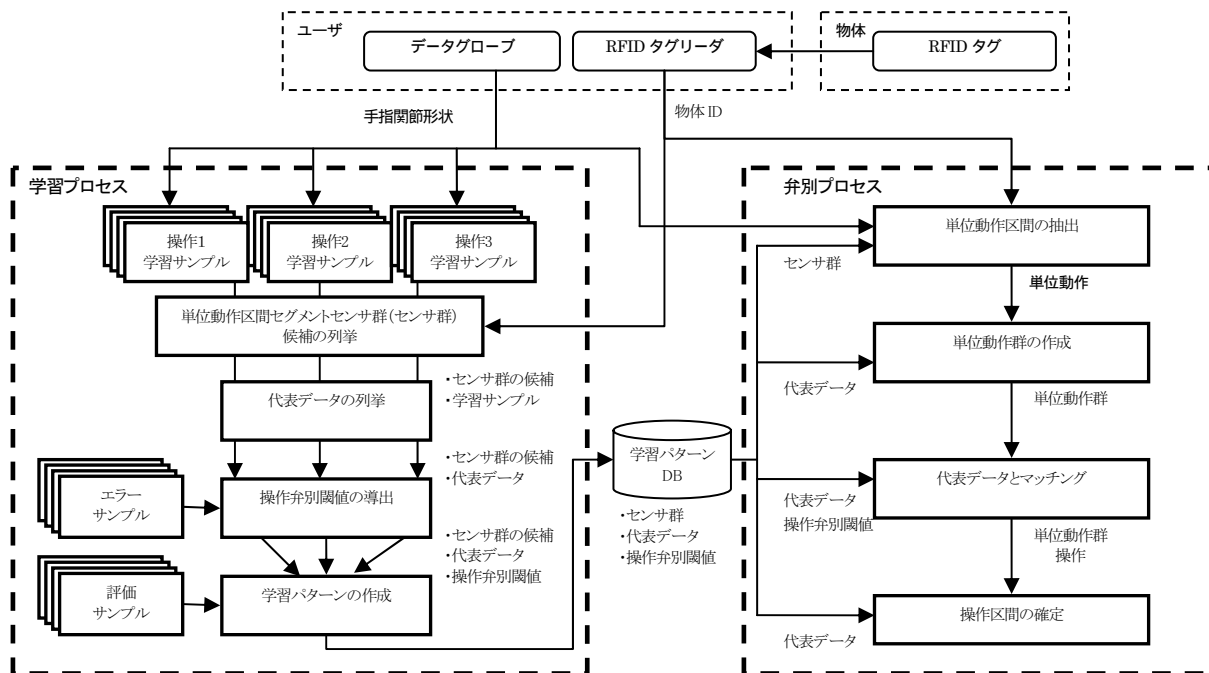 ユーザ
データグローブ
RFID タグリーダ
物体
RFID タグ
手指関節形状
物体 ID
学習プロセス
操作1
学習サンプル
操作2
学習サンプル
操作3
学習サンプル
単位動作区間セグメントセンサ群(センサ群)
候補の列挙
・センサ群の候補
・学習サンプル
代表データの列挙
・センサ群の候補
・代表データ
エラー
サンプル
操作弁別閾値の導出
・センサ群の候補
・代表データ
・操作弁別閾値
評価
サンプル
学習パターンの作成
学習パターン
DB
・センサ群
・代表データ
・操作弁別閾値
弁別プロセス
単位動作区間の抽出
センサ群
単位動作
単位動作群の作成
代表データ
単位動作群
代表データとマッチング
代表データ
操作弁別閾値
単位動作群
操作
操作区間の確定
代表データ